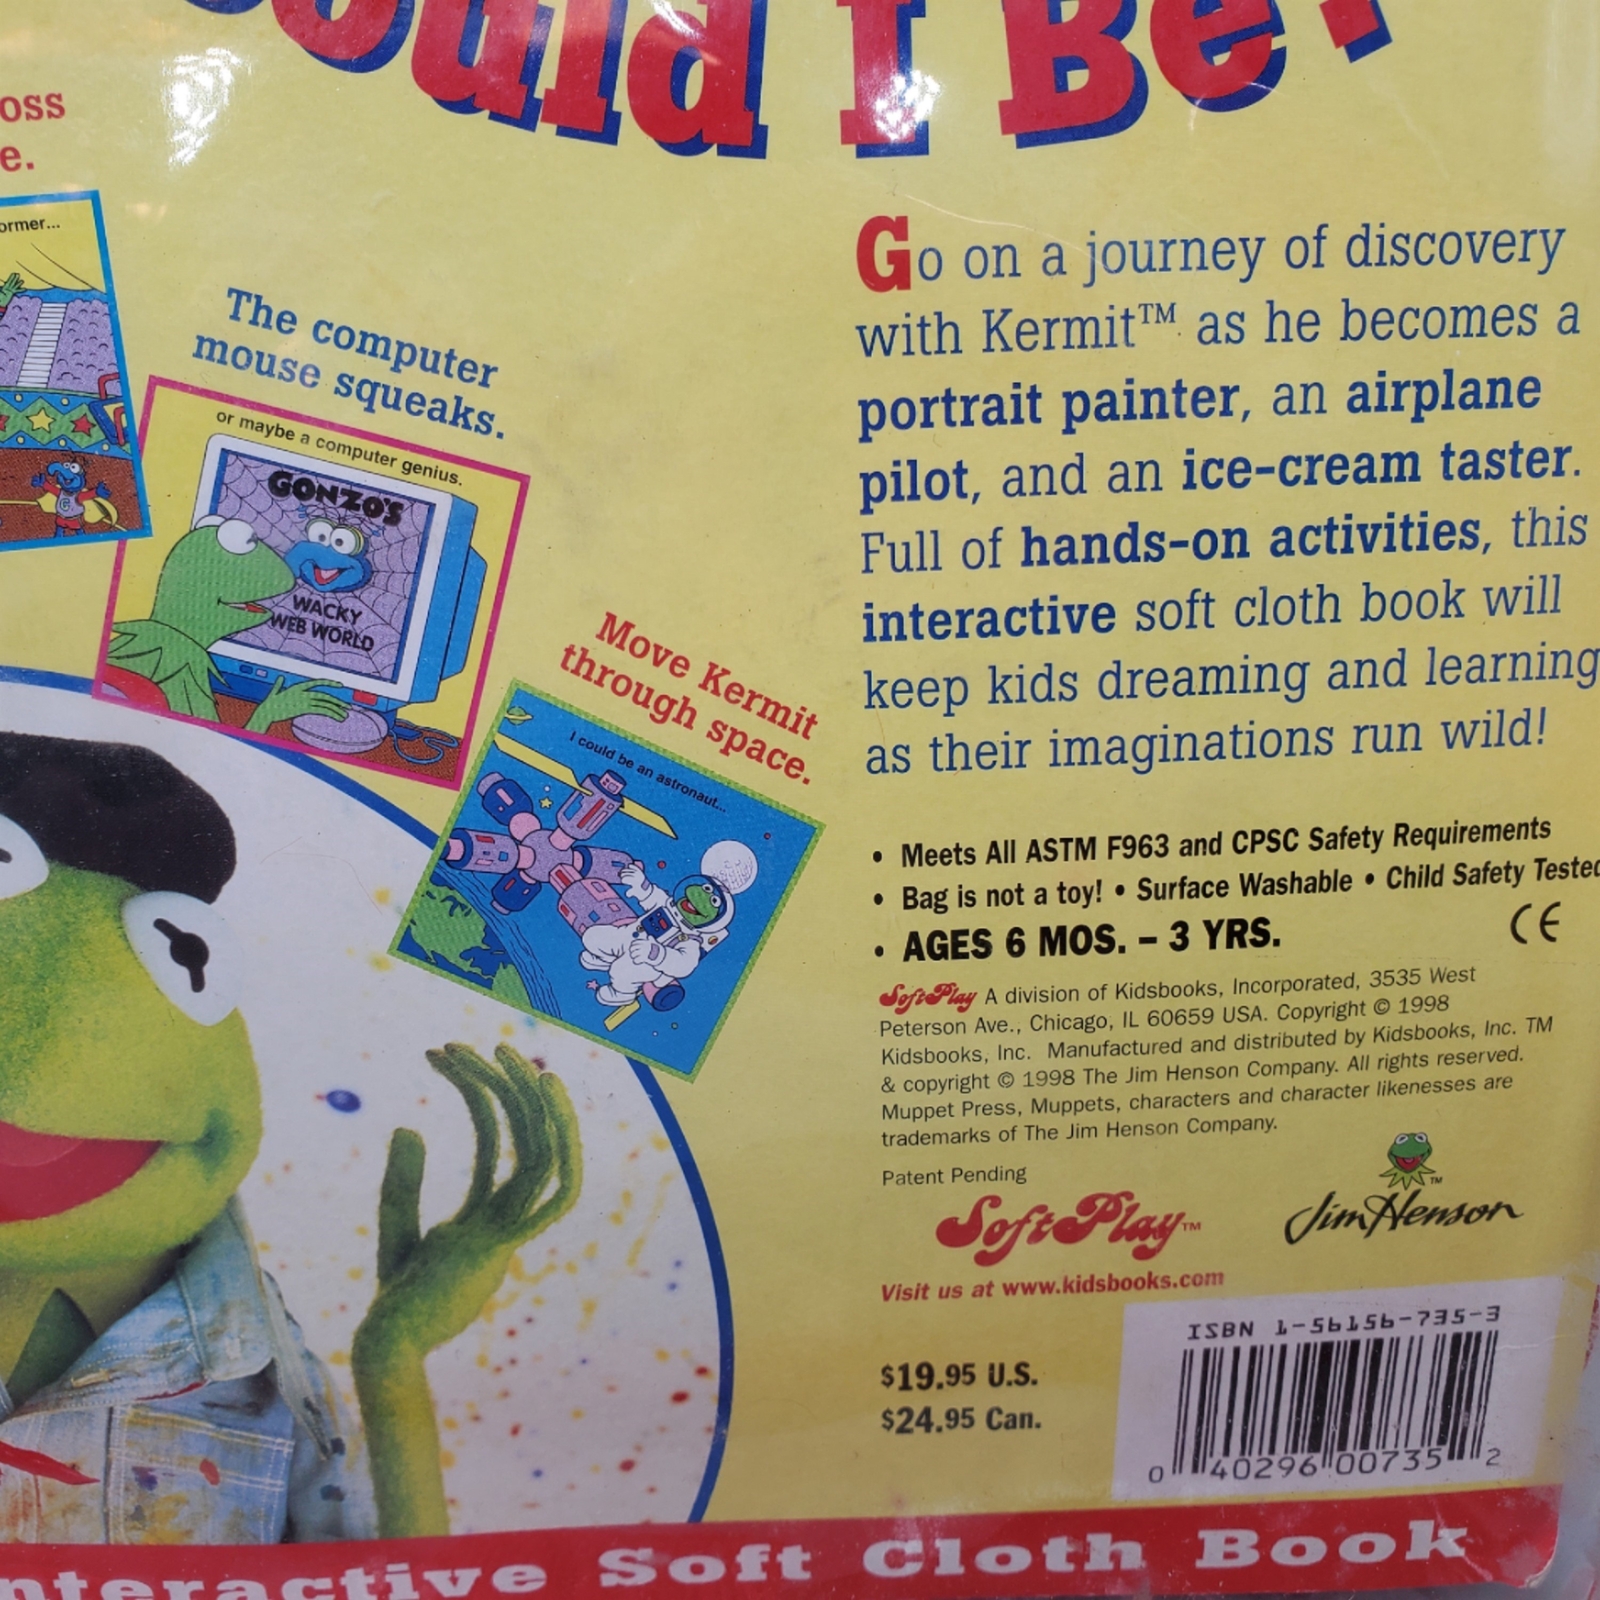 ould I Be?
oss
e.
ormer...
The computer
mouse squeaks.
or maybe a computer genius.
GONZO'S
WACKY
WEB WORLD
G
Move Kermit
through space.
I could be an astronaut...
Go on a journey of discovery
with Kermit™ as he becomes a
portrait painter, an airplane
pilot, and an ice-cream taster.
Full of hands-on activities, this
interactive soft cloth book will
keep kids dreaming and learning
as their imaginations run wild!
• Meets All ASTM F963 and CPSC Safety Requirements
• Bag is not a toy! • Surface Washable • Child Safety Tested
• AGES 6 MOS. – 3 YRS.
CE
SoftPlay A division of Kidsbooks, Incorporated, 3535 West
Peterson Ave., Chicago, IL 60659 USA. Copyright © 1998
Kidsbooks, Inc. Manufactured and distributed by Kidsbooks, Inc. TM
& copyright © 1998 The Jim Henson Company. All rights reserved.
Muppet Press, Muppets, characters and character likenesses are
trademarks of The Jim Henson Company.
Patent Pending
SoftPlay™
Jim Henson
TM
Visit us at www.kidsbooks.com
ISBN 1-56156-735-3
$19.95 U.S.
$24.95 Can.
0 40296 00735 2
nteractive Soft Cloth Book